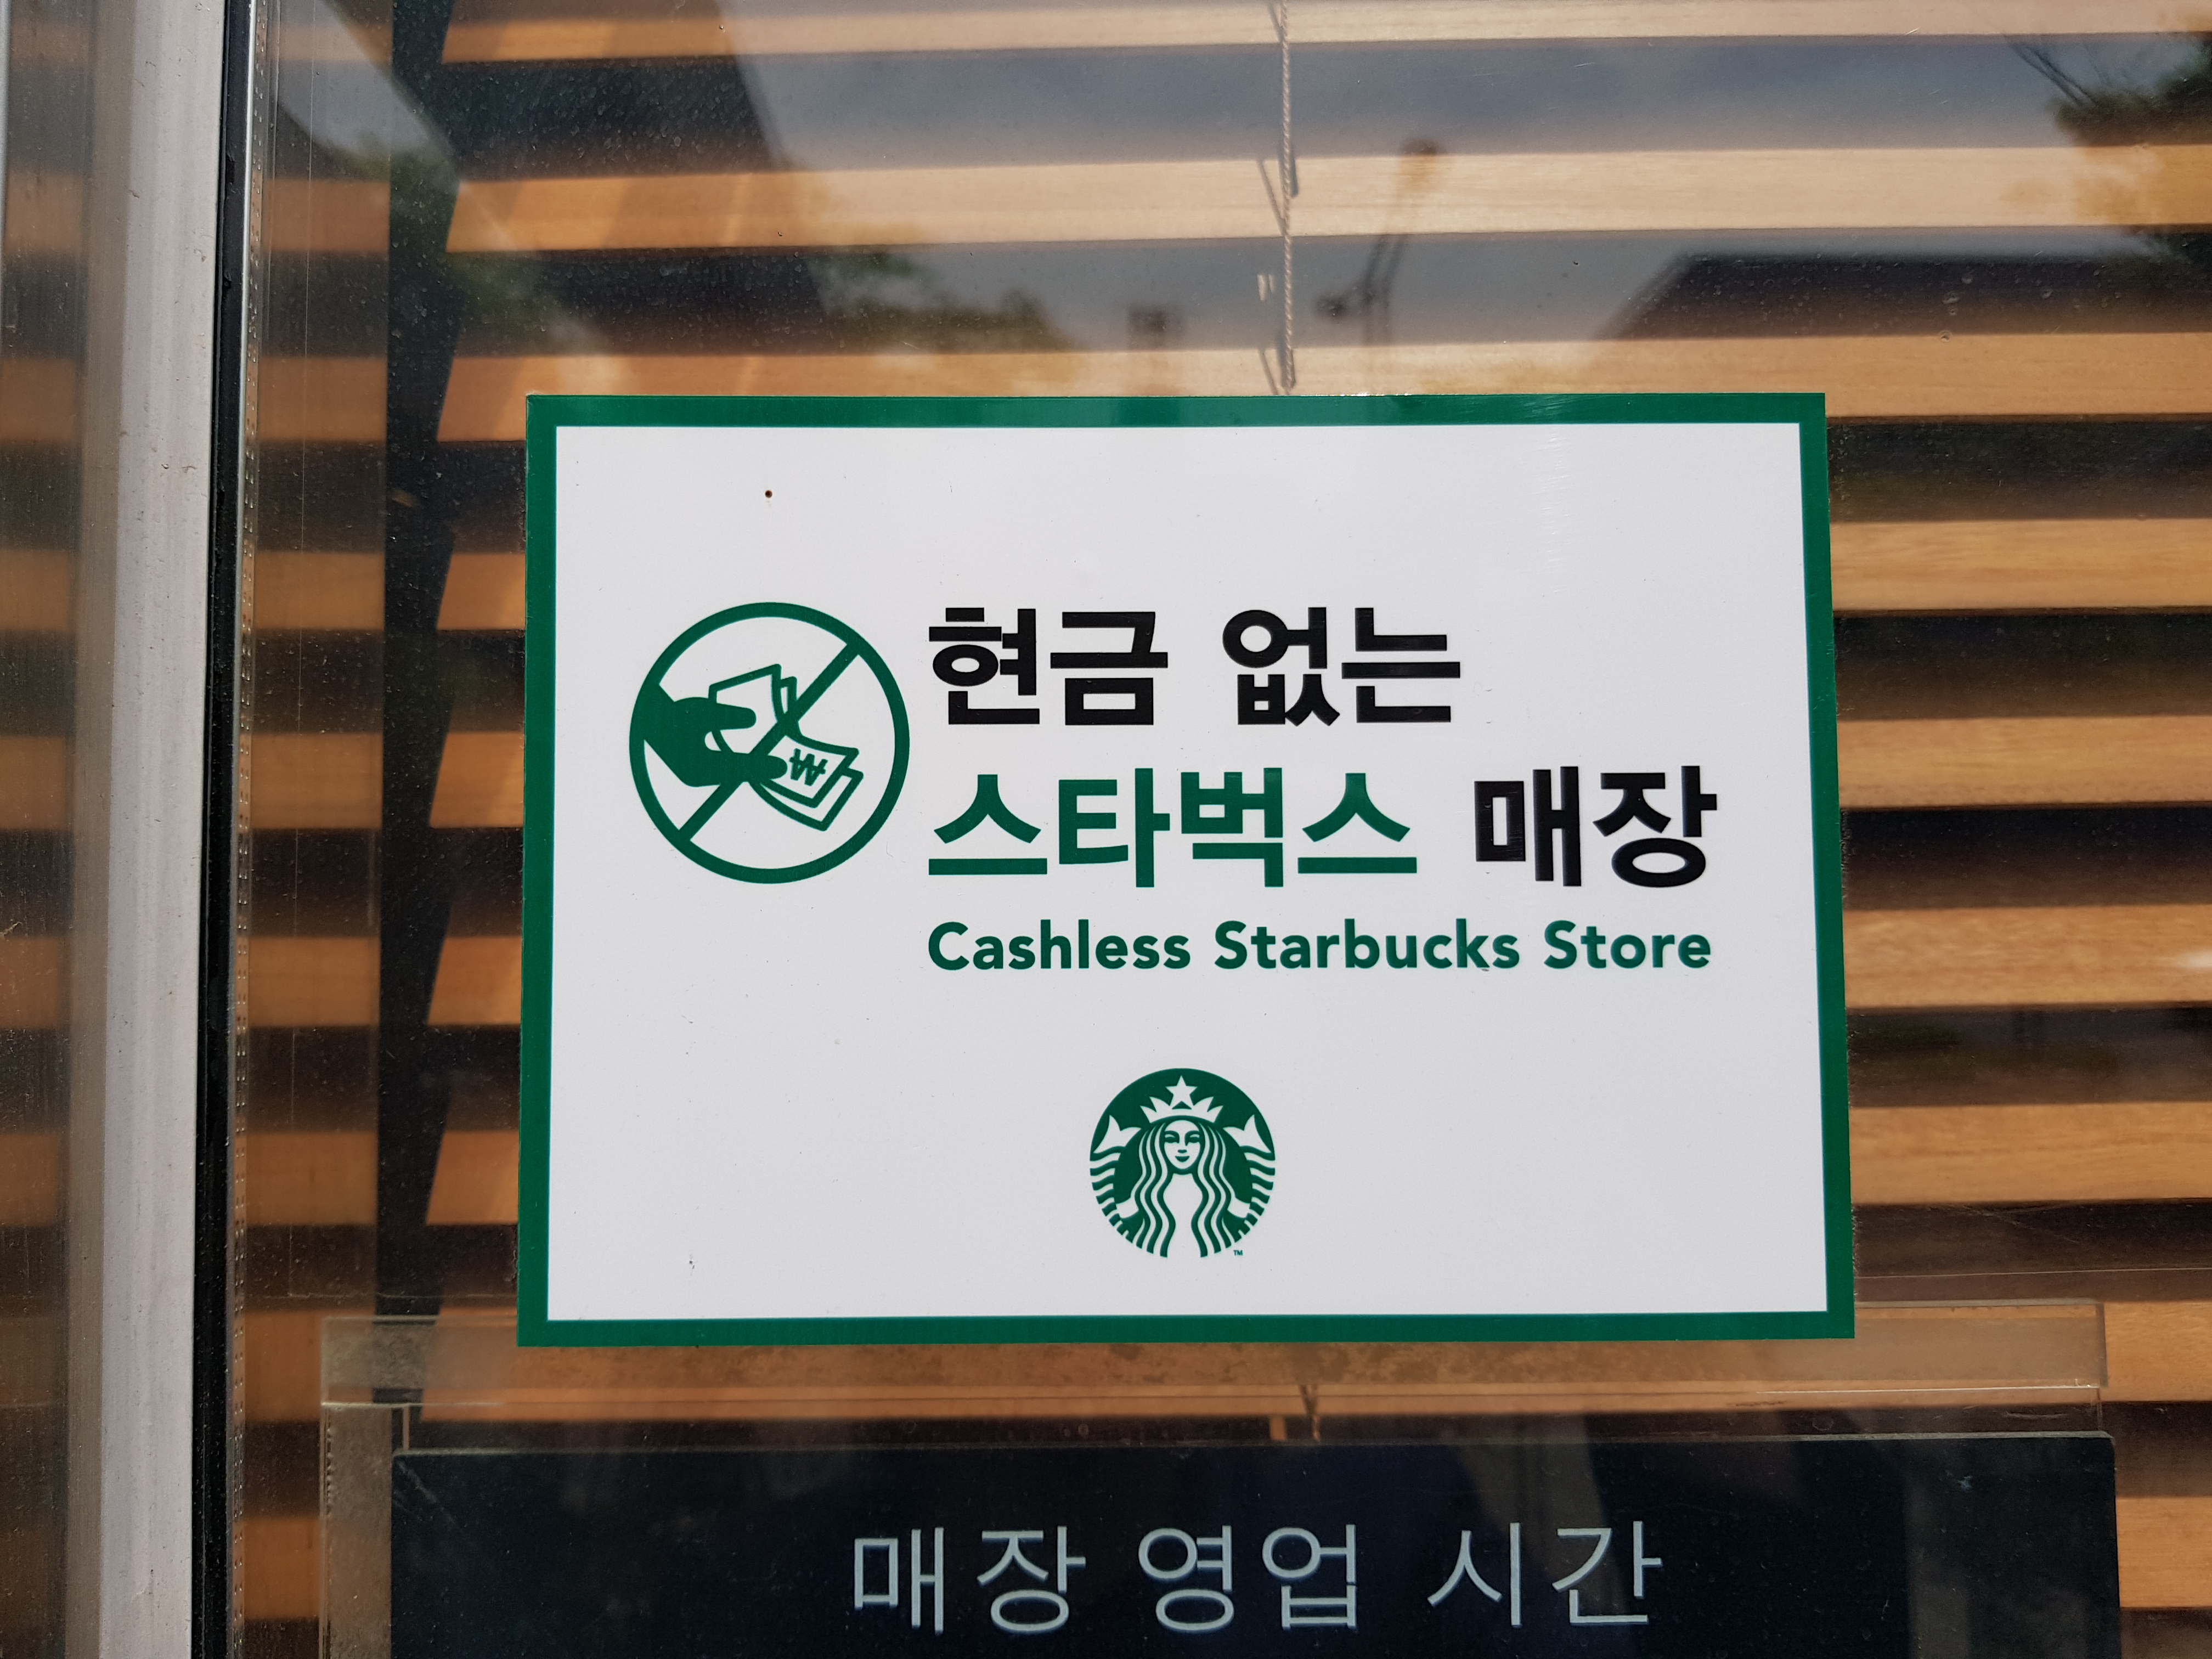 현금 없는
스타벅스 매장
Cashless Starbucks Store
매장 영업 시간